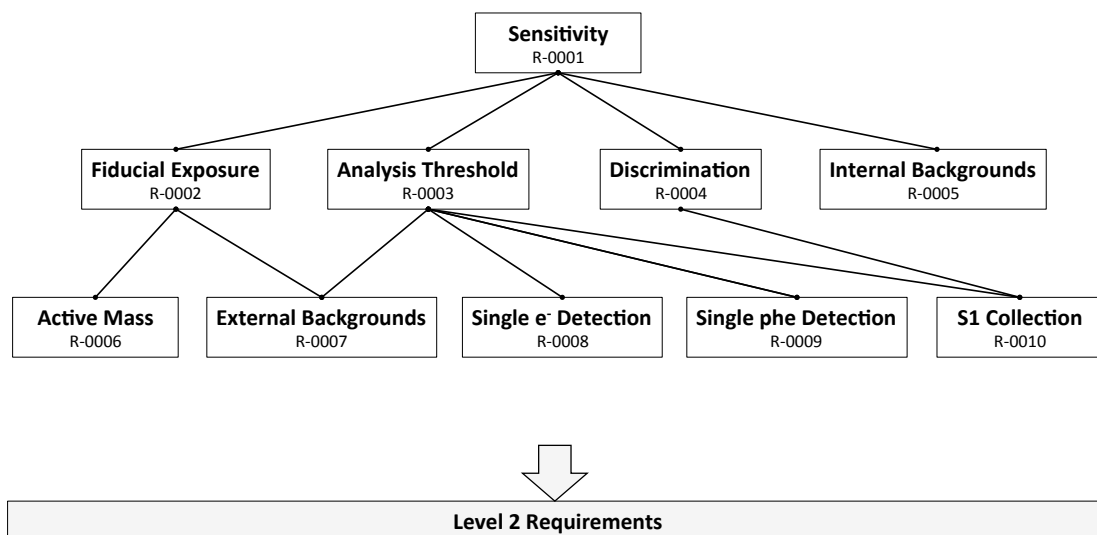 Sensitivity
R-0001
Fiducial Exposure
R-0002
Analysis Threshold
R-0003
Discrimination
R-0004
Internal Backgrounds
R-0005
Active Mass
R-0006
External Backgrounds
R-0007
Single e⁻ Detection
R-0008
Single phe Detection
R-0009
S1 Collection
R-0010
Level 2 Requirements